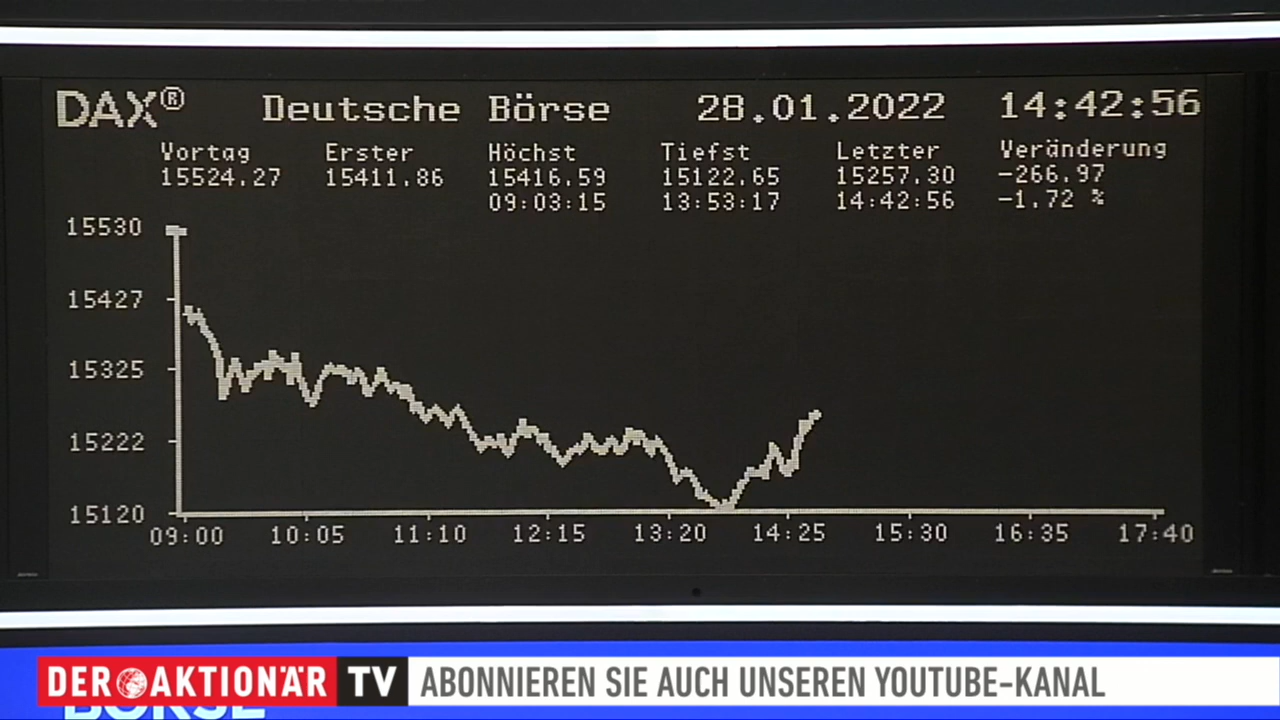 DAX® Deutsche Börse 28.01.2022 14:42:56
Vortag Erster Höchst Tiefst Letzter Veränderung
15524.27 15411.86 15416.59 15122.65 15257.30 -266.97
09:03:15 13:53:17 14:42:56 -1.72 %
15530
15427
15325
15222
15120
09:00 10:05 11:10 12:15 13:20 14:25 15:30 16:35 17:40
DER AKTIONÄR TV ABONNIEREN SIE AUCH UNSEREN YOUTUBE-KANAL
BÖRSE